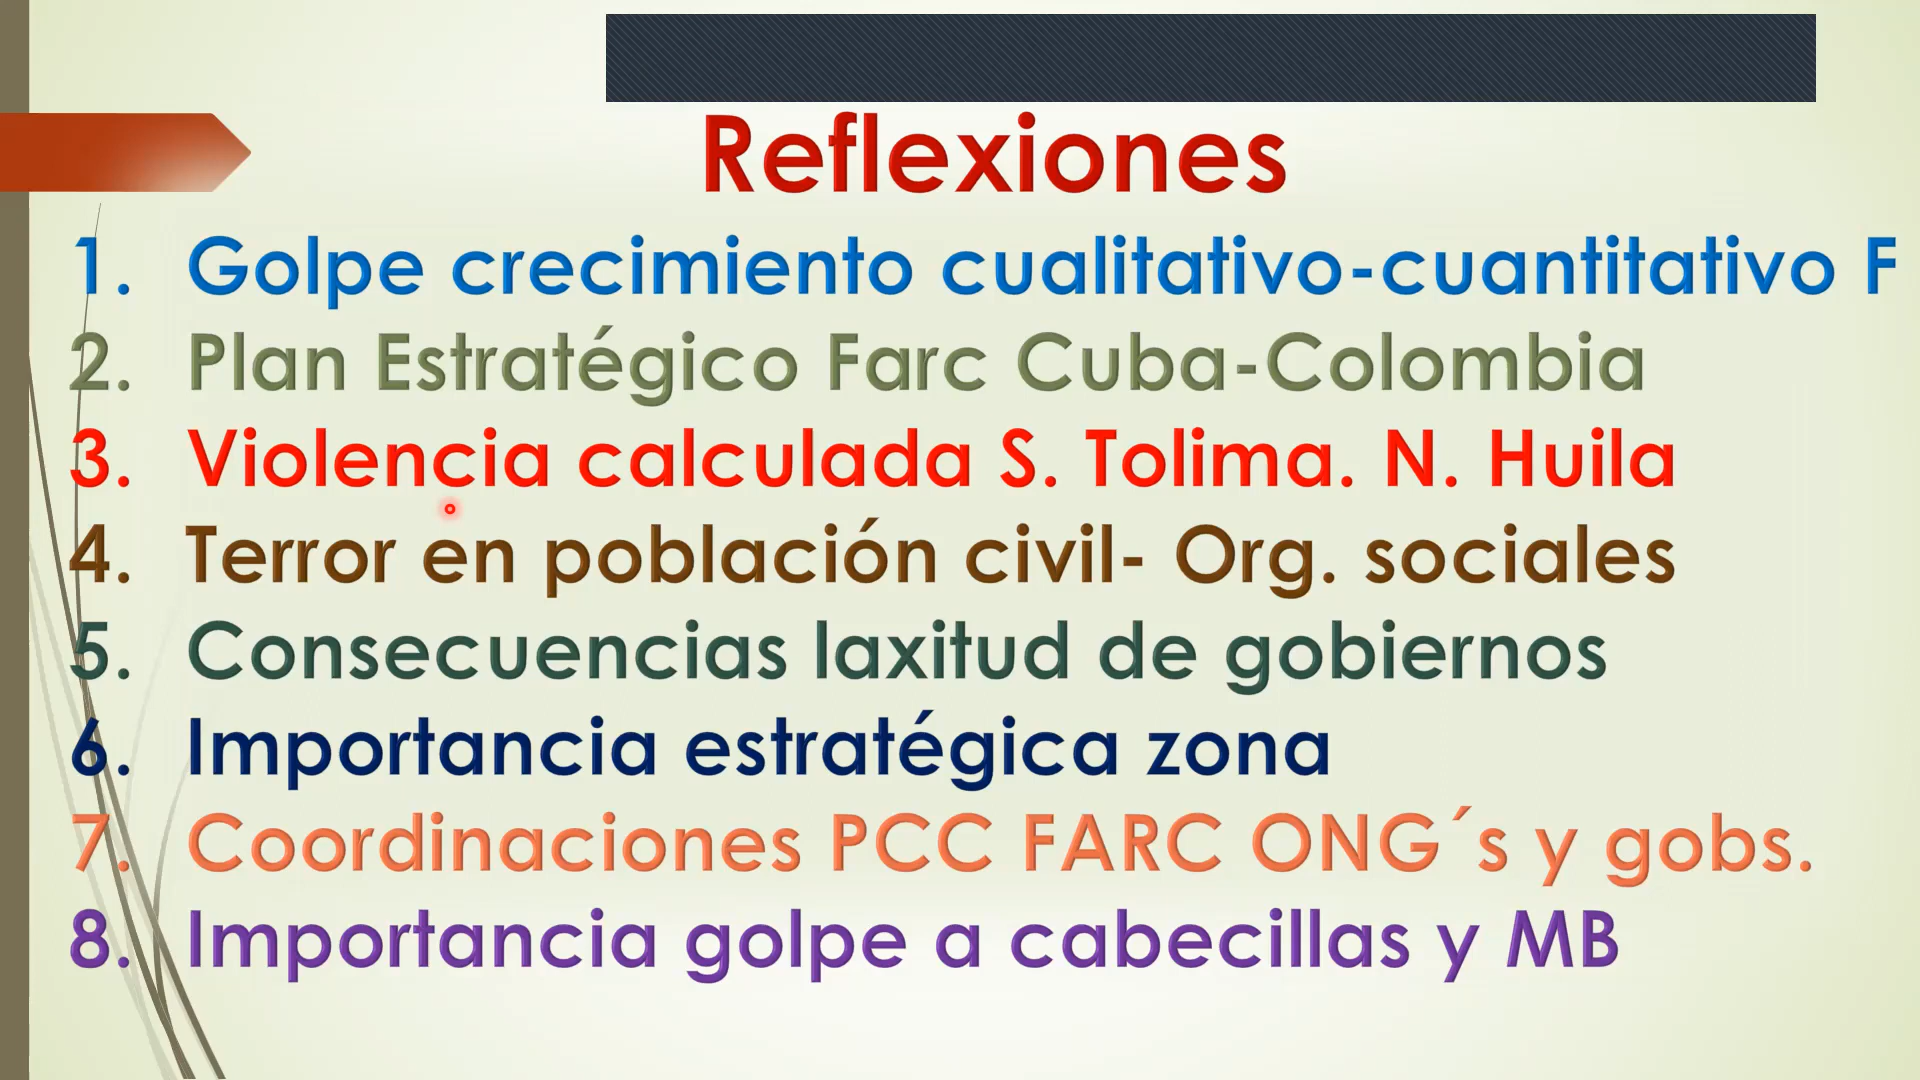 Reflexiones
1. Golpe crecimiento cualitativo-cuantitativo F
2. Plan Estratégico Farc Cuba-Colombia
3. Violencia calculada S. Tolima. N. Huila
4. Terror en población civil- Org. sociales
5. Consecuencias laxitud de gobiernos
6. Importancia estratégica zona
7. Coordinaciones PCC FARC ONG´s y gobs.
8. Importancia golpe a cabecillas y MB